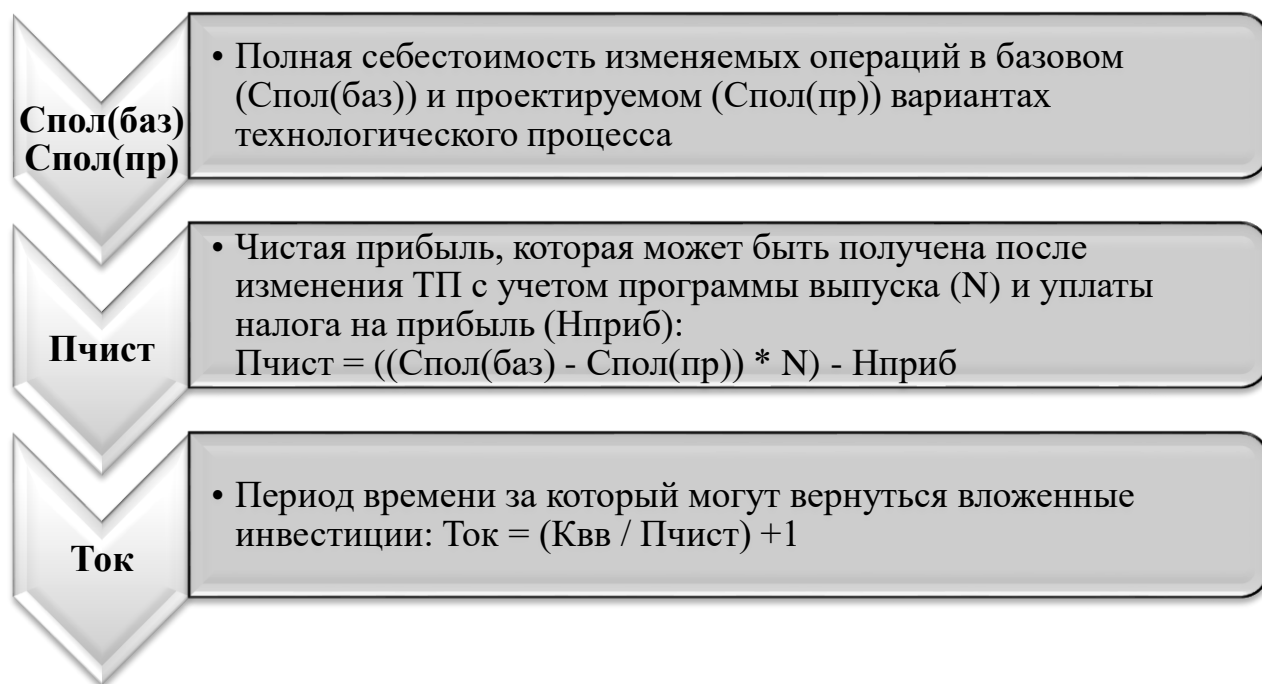 Спол(баз)
Спол(пр)
• Полная себестоимость изменяемых операций в базовом
(Спол(баз)) и проектируемом (Спол(пр)) вариантах
технологического процесса
Пчист
• Чистая прибыль, которая может быть получена после
изменения ТП с учетом программы выпуска (N) и уплаты
налога на прибыль (Нприб):
Пчист = ((Спол(баз) - Спол(пр)) * N) - Нприб
Ток
• Период времени за который могут вернуться вложенные
инвестиции: Ток = (Квв / Пчист) +1